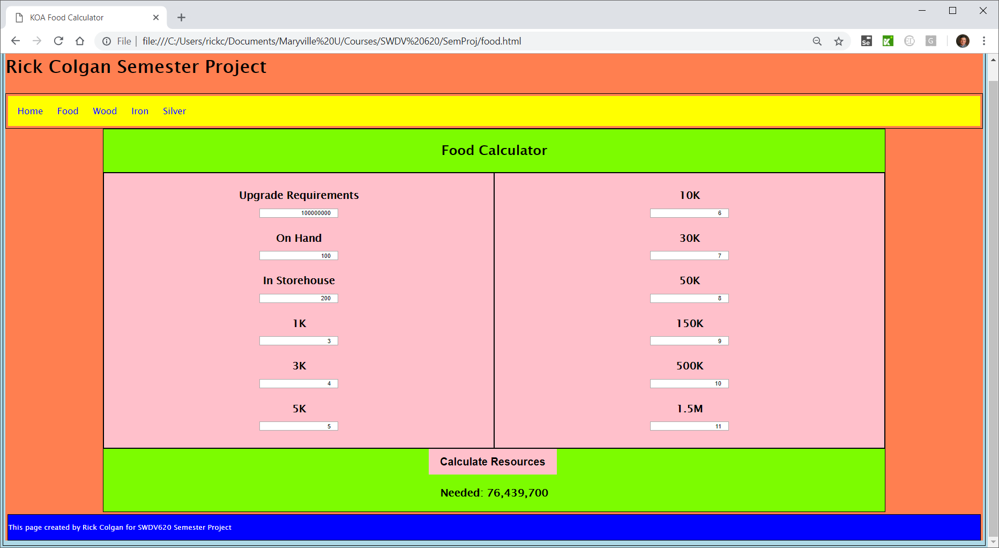 KOA Food Calculator
File | file:///C:/Users/rickc/Documents/Maryville%20U/Courses/SWDV%20620/SemProj/food.html
Se
G
Rick Colgan Semester Project
Home Food Wood Iron Silver
Food Calculator
Upgrade Requirements
100000000
On Hand
100
In Storehouse
200
1K
3
3K
4
5K
5
10K
6
30K
7
50K
8
150K
9
500K
10
1.5M
11
Calculate Resources
Needed: 76,439,700
This page created by Rick Colgan for SWDV620 Semester Project